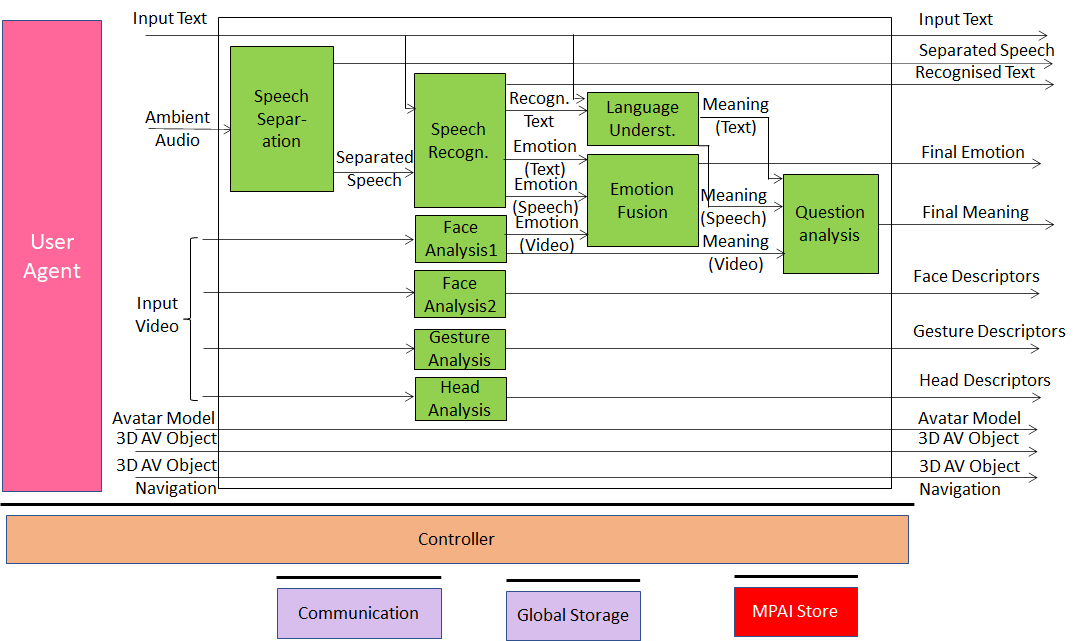 Input Text
Input Text
Separated Speech
Recognised Text
Speech
Separ-
ation
Ambient
Audio
Separated
Speech
Speech
Recogn.
Recogn.
Text
Emotion
(Text)
Emotion
(Speech)
Emotion
(Video)
Language
Underst.
Meaning
(Text)
Emotion
Fusion
Meaning
(Speech)
Meaning
(Video)
Question
analysis
Final Emotion
Final Meaning
User
Agent
Input
Video
Face
Analysis1
Face
Analysis2
Gesture
Analysis
Head
Analysis
Face Descriptors
Gesture Descriptors
Head Descriptors
Avatar Model
3D AV Object
3D AV Object
Navigation
Avatar Model
3D AV Object
3D AV Object
Navigation
Controller
Communication
Global Storage
MPAI Store